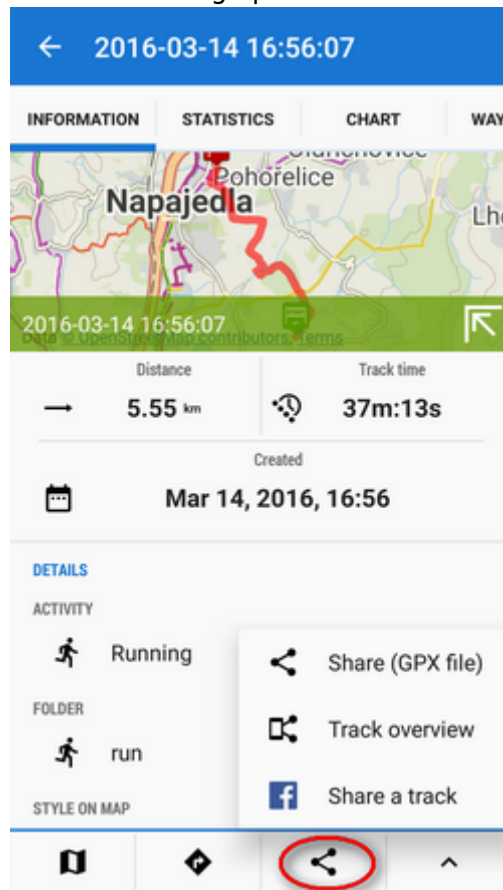 2016-03-14 16:56:07
INFORMATION STATISTICS CHART WAY
Pohořelice
Napajedla
Lh
2016-03-14 16:56:07
Data © OpenStreetMap contributors, Terms
Distance Track time
5.55 km 37m:13s
Created
Mar 14, 2016, 16:56
DETAILS
ACTIVITY
Running
Share (GPX file)
FOLDER
Track overview
run
Share a track
STYLE ON MAP